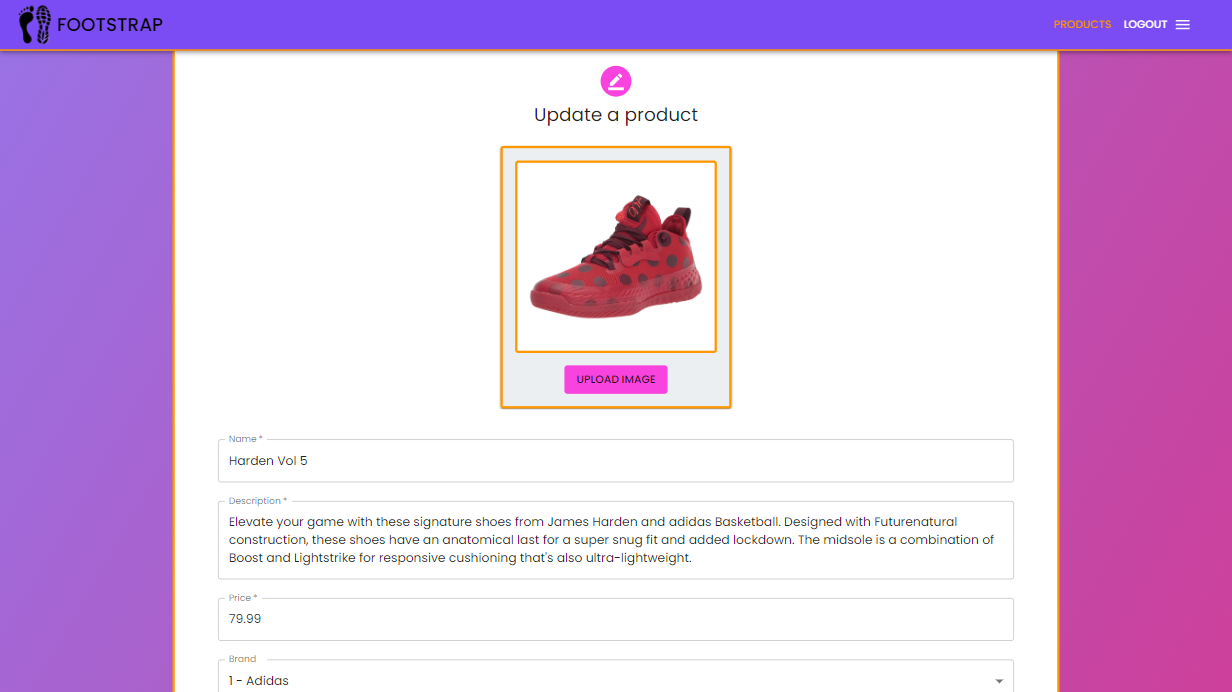 FOOTSTRAP
PRODUCTS LOGOUT
Update a product
UPLOAD IMAGE
Name *
Harden Vol 5
Description *
Elevate your game with these signature shoes from James Harden and adidas Basketball. Designed with Futurenatural
construction, these shoes have an anatomical last for a super snug fit and added lockdown. The midsole is a combination of
Boost and Lightstrike for responsive cushioning that's also ultra-lightweight.
Price *
79.99
Brand
1 - Adidas